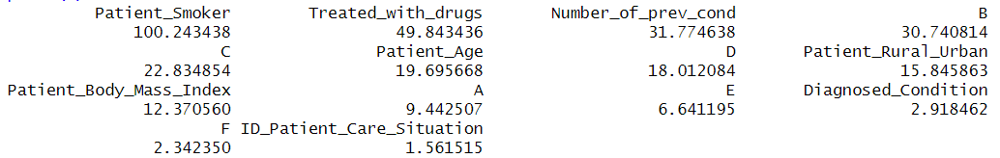 Patient_Smoker Treated_with_drugs Number_of_prev_cond B
100.243438 49.843436 31.774638 30.740814
C Patient_Age D Patient_Rural_Urban
22.834854 19.695668 18.012084 15.845863
Patient_Body_Mass_Index A E Diagnosed_Condition
12.370560 9.442507 6.641195 2.918462
F ID_Patient_Care_Situation
2.342350 1.561515